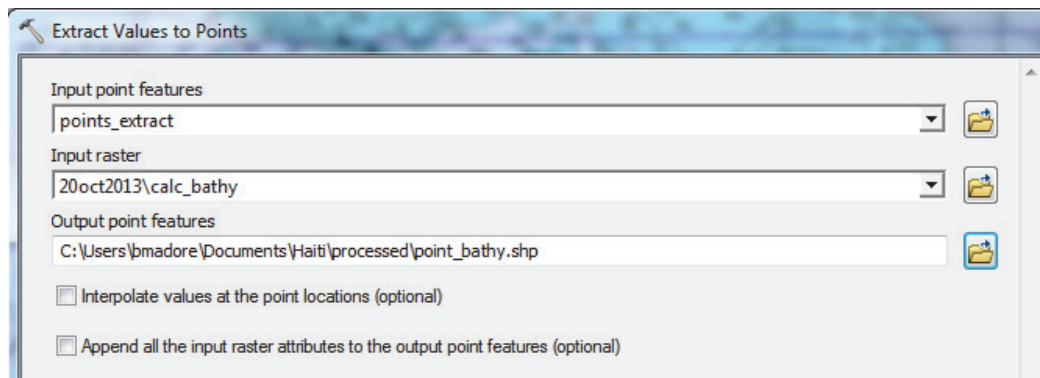 Extract Values to Points
Input point features
points_extract
Input raster
20oct2013\calc_bathy
Output point features
C:\Users\bmadore\Documents\Haiti\processed\point_bathy.shp
Interpolate values at the point locations (optional)
Append all the input raster attributes to the output point features (optional)